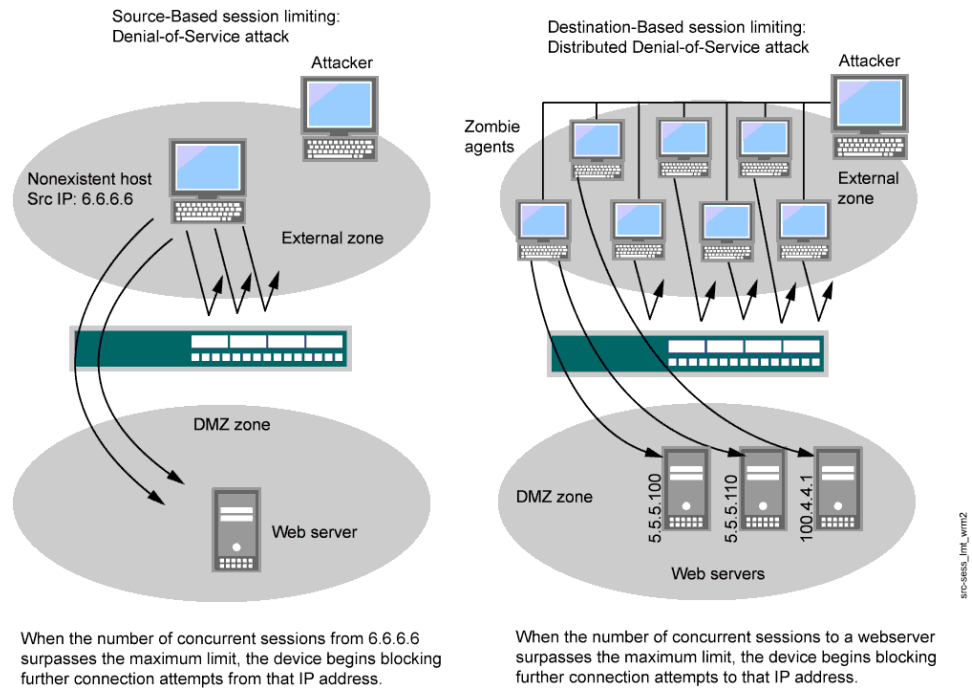 Source-Based session limiting:
Denial-of-Service attack
Attacker
Nonexistent host
Src IP: 6.6.6.6
External zone
DMZ zone
Web server
When the number of concurrent sessions from 6.6.6.6
surpasses the maximum limit, the device begins blocking
further connection attempts from that IP address.
Destination-Based session limiting:
Distributed Denial-of-Service attack
Attacker
Zombie
agents
External
zone
DMZ zone
5.5.5.100
5.5.5.110
100.4.4.1
Web servers
When the number of concurrent sessions to a webserver
surpasses the maximum limit, the device begins blocking
further connection attempts to that IP address.
src-sess_lmt_wrm2